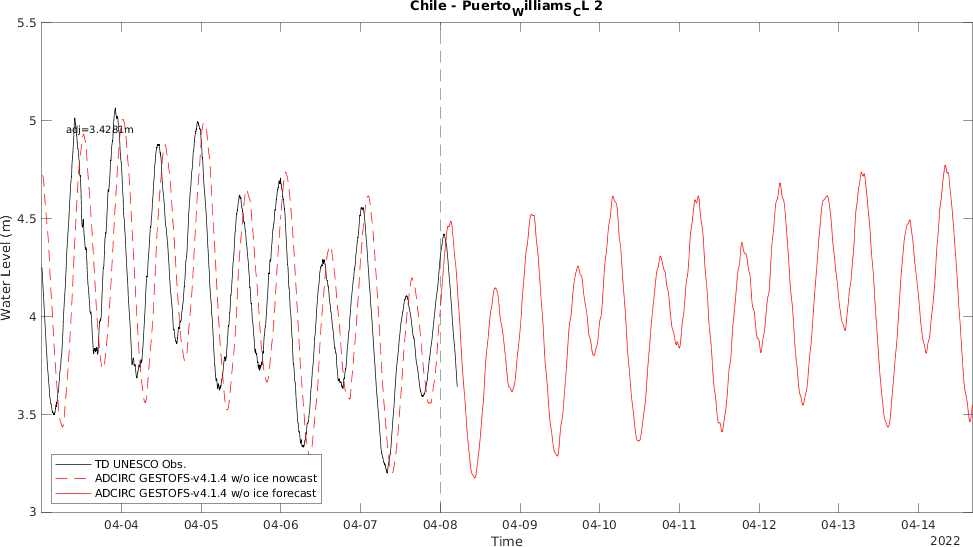 Chile - Puerto_Williams_CL 2
5.5
5
4.5
4
3.5
3
Water Level (m)
adj=3.4281m
TD UNESCO Obs.
ADCIRC GESTOFS-v4.1.4 w/o ice nowcast
ADCIRC GESTOFS-v4.1.4 w/o ice forecast
04-04 04-05 04-06 04-07 04-08 04-09 04-10 04-11 04-12 04-13 04-14
Time
2022